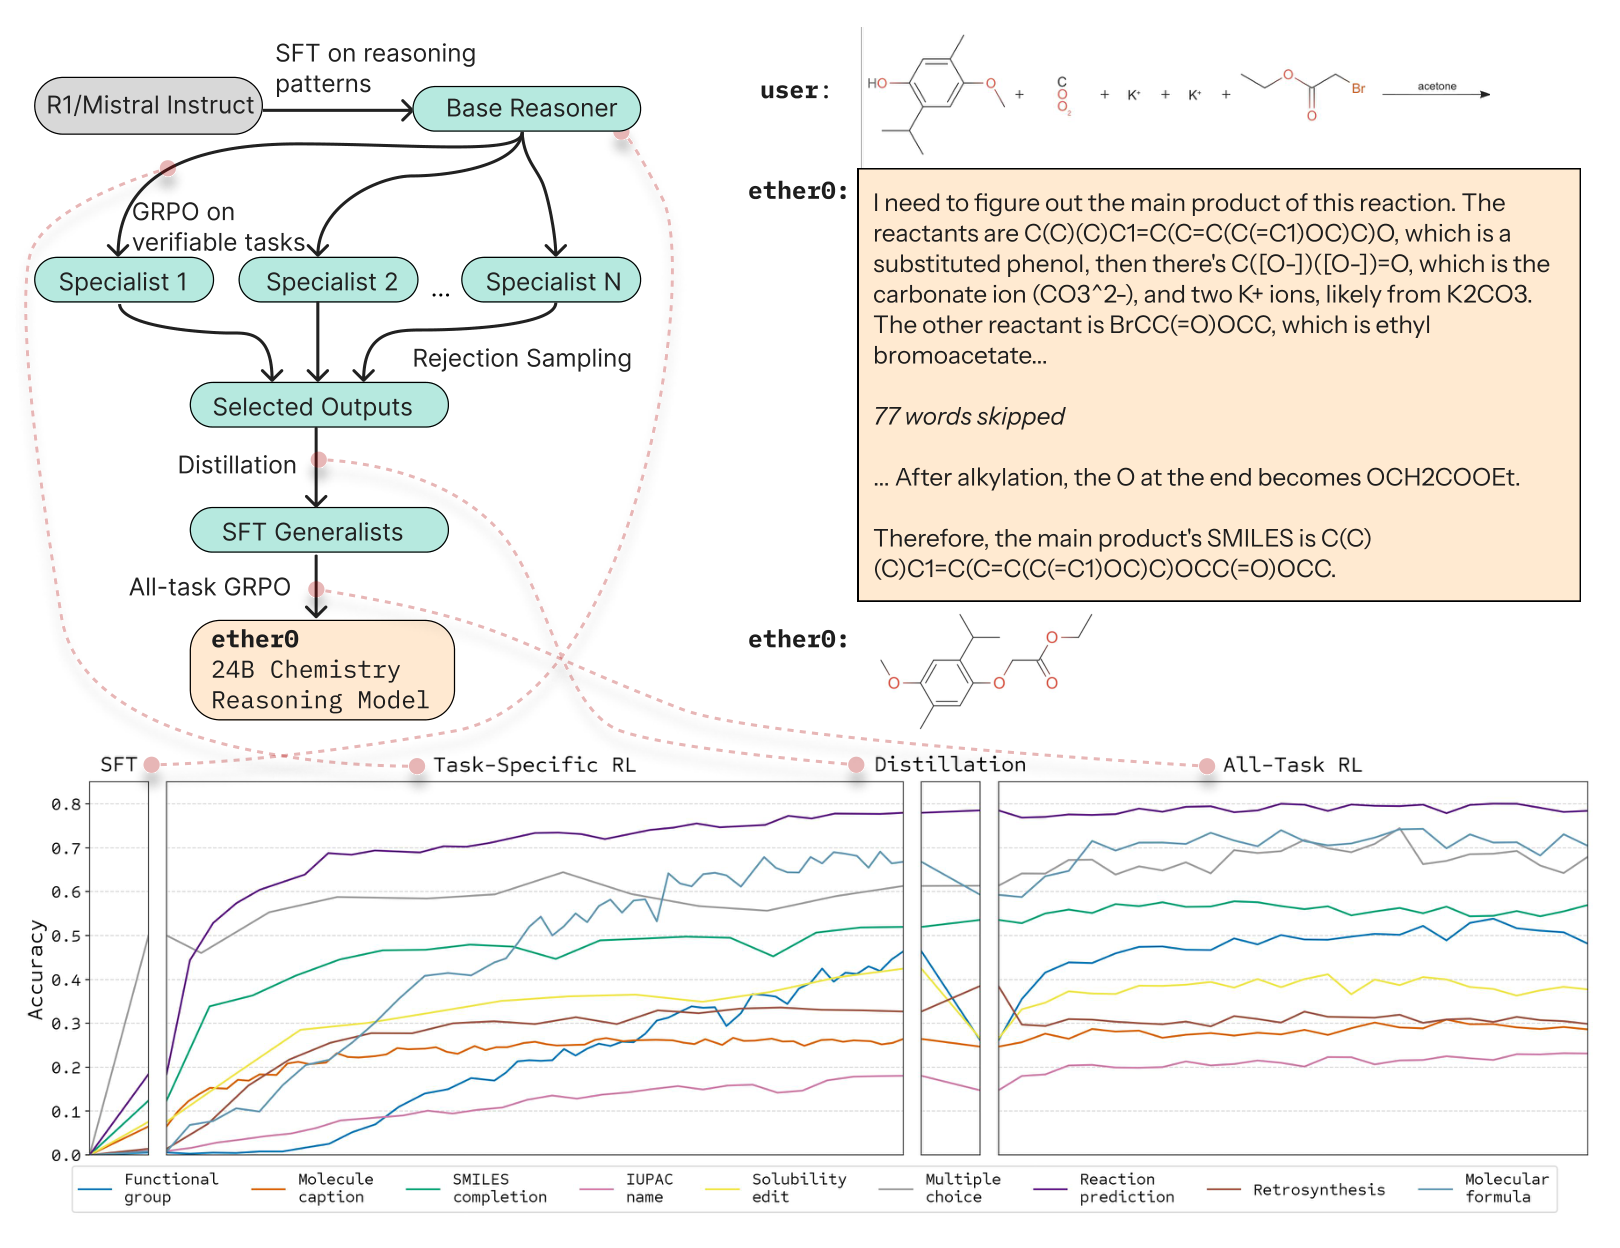 SFT on reasoning
patterns
R1/Mistral Instruct
Base Reasoner
GRPO on
verifiable tasks
Specialist 1
Specialist 2
...
Specialist N
Rejection Sampling
Selected Outputs
Distillation
SFT Generalists
All-task GRPO
ether0
24B Chemistry
Reasoning Model
user:
HO
O
+
C
O
O₂
+
K⁺
+
K⁺
+
O
O
Br
acetone
ether0:
I need to figure out the main product of this reaction. The
reactants are C(C)(C)C1=C(C=C(C(=C1)OC)C)O, which is a
substituted phenol, then there's C([O-])([O-])=O, which is the
carbonate ion (CO3^2-), and two K+ ions, likely from K2CO3.
The other reactant is BrCC(=O)OCC, which is ethyl
bromoacetate...
77 words skipped
... After alkylation, the O at the end becomes OCH2COOEt.
Therefore, the main product's SMILES is C(C)
(C)C1=C(C=C(C(=C1)OC)C)OCC(=O)OCC.
ether0:
O
O
O
O
SFT
Task-Specific RL
Distillation
All-Task RL
Accuracy
0.8
0.7
0.6
0.5
0.4
0.3
0.2
0.1
0.0
Functional
group
Molecule
caption
SMILES
completion
IUPAC
name
Solubility
edit
Multiple
choice
Reaction
prediction
Retrosynthesis
Molecular
formula